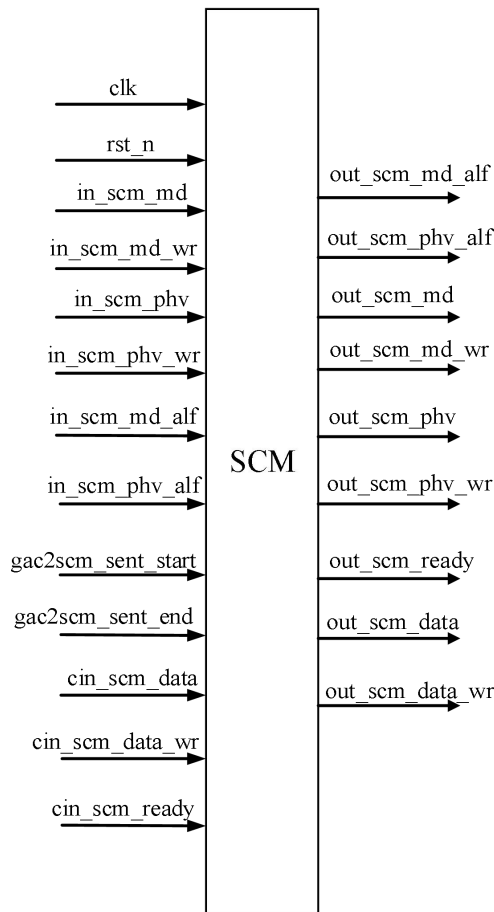 clk
rst_n
in_scm_md
in_scm_md_wr
in_scm_phv
in_scm_phv_wr
in_scm_md_alf
in_scm_phv_alf
gac2scm_sent_start
gac2scm_sent_end
cin_scm_data
cin_scm_data_wr
cin_scm_ready
SCM
out_scm_md_alf
out_scm_phv_alf
out_scm_md
out_scm_md_wr
out_scm_phv
out_scm_phv_wr
out_scm_ready
out_scm_data
out_scm_data_wr